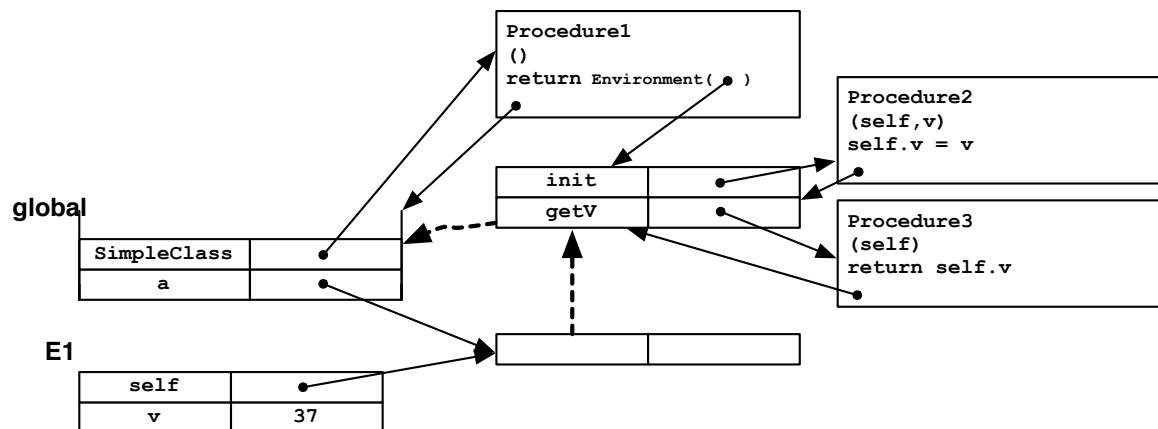 Procedure1
()
return Environment( )
Procedure2
(self,v)
self.v = v
init
getV
global
Procedure3
(self)
return self.v
SimpleClass
a
E1
self
v 37